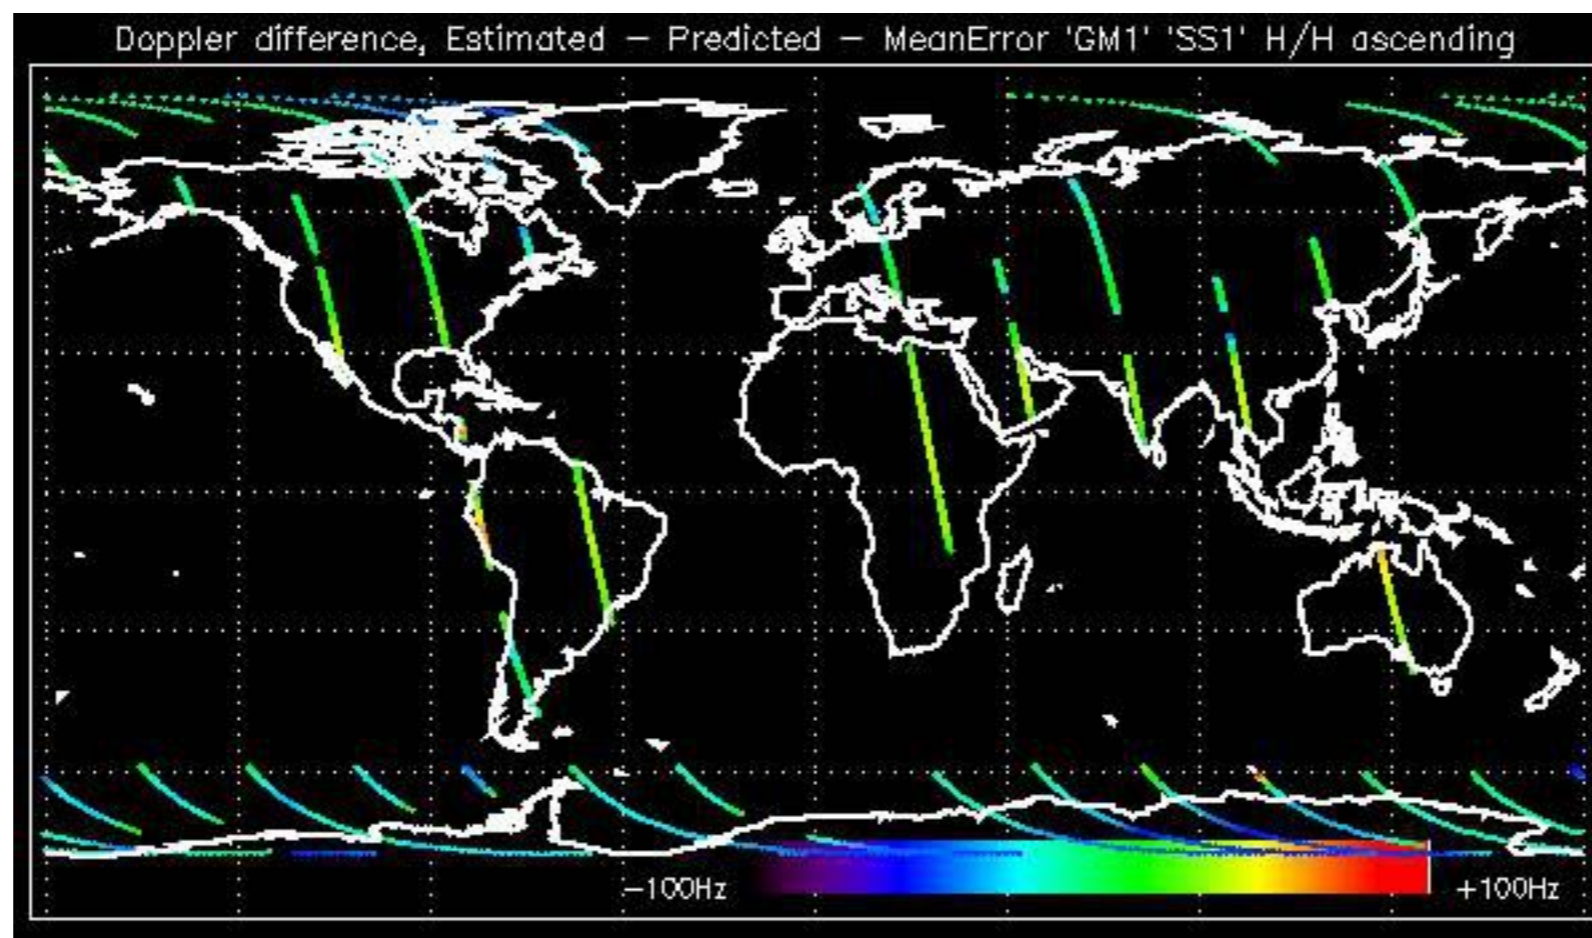 Doppler difference, Estimated — Predicted — MeanError 'GM1' 'SS1' H/H ascending
—100Hz +100Hz